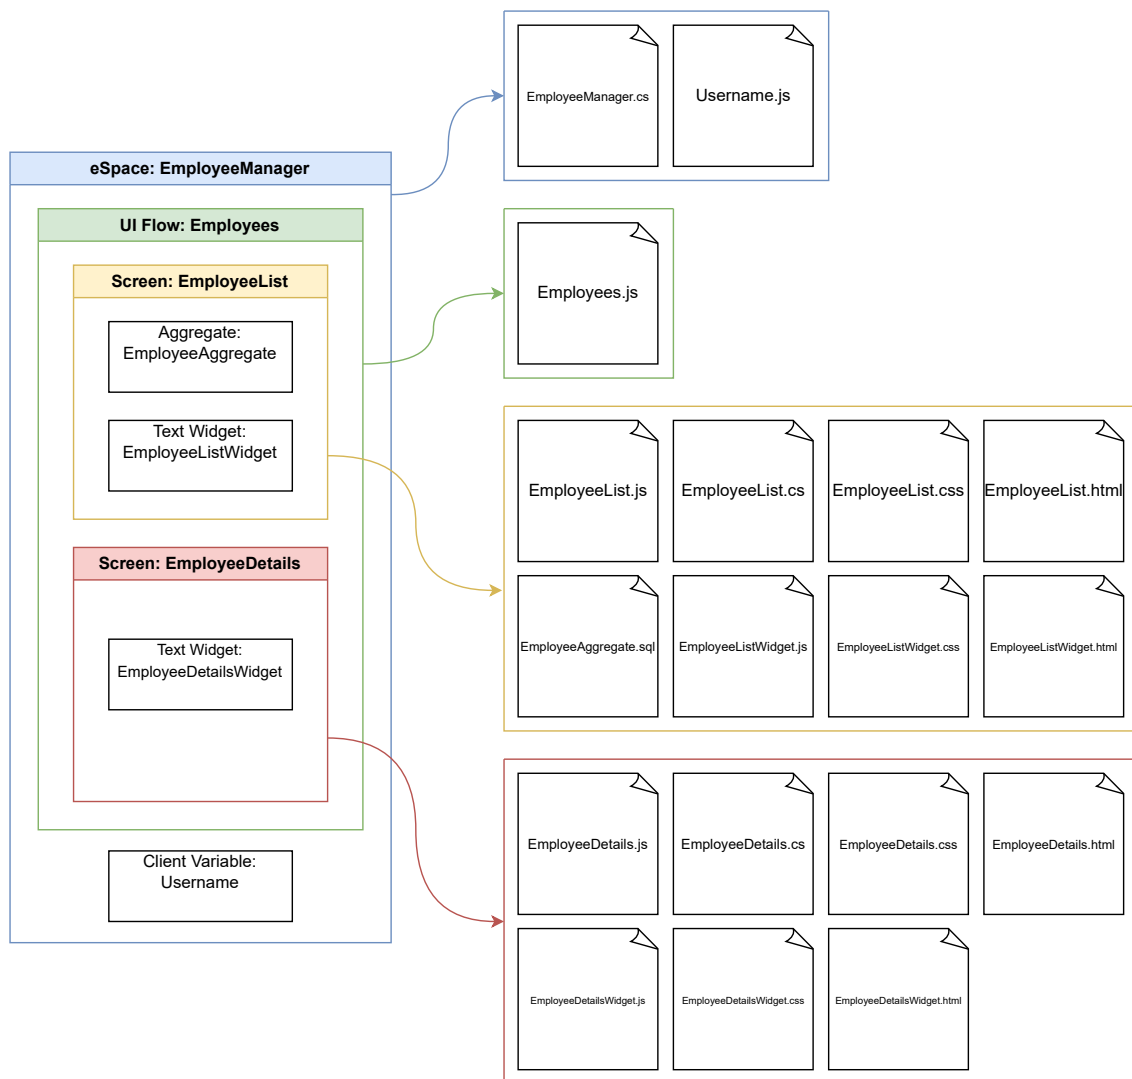 EmployeeManager.cs
Username.js
eSpace: EmployeeManager
UI Flow: Employees
Screen: EmployeeList
Aggregate:
EmployeeAggregate
Text Widget:
EmployeeListWidget
Screen: EmployeeDetails
Text Widget:
EmployeeDetailsWidget
Client Variable:
Username
Employees.js
EmployeeList.js
EmployeeList.cs
EmployeeList.css
EmployeeList.html
EmployeeAggregate.sql
EmployeeListWidget.js
EmployeeListWidget.css
EmployeeListWidget.html
EmployeeDetails.js
EmployeeDetails.cs
EmployeeDetails.css
EmployeeDetails.html
EmployeeDetailsWidget.js
EmployeeDetailsWidget.css
EmployeeDetailsWidget.html